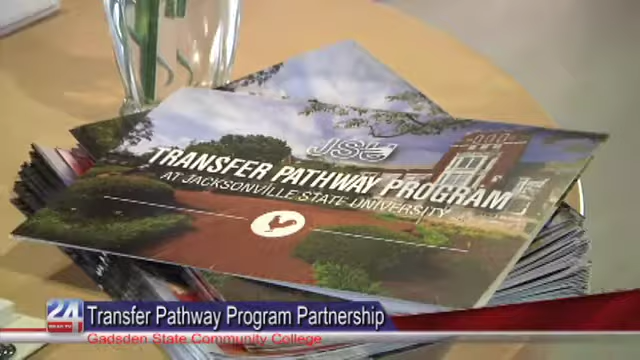 JSU
TRANSFER PATHWAY PROGRAM
AT JACKSONVILLE STATE UNIVERSITY
24
Transfer Pathway Program Partnership
Gadsden State Community College